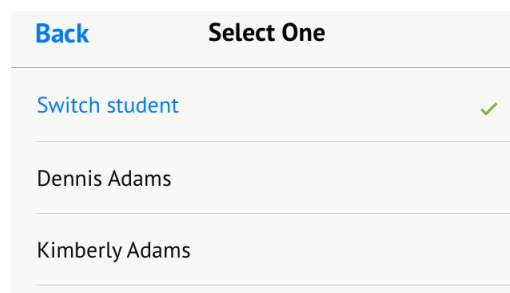 Back Select One
Switch student
Dennis Adams
Kimberly Adams